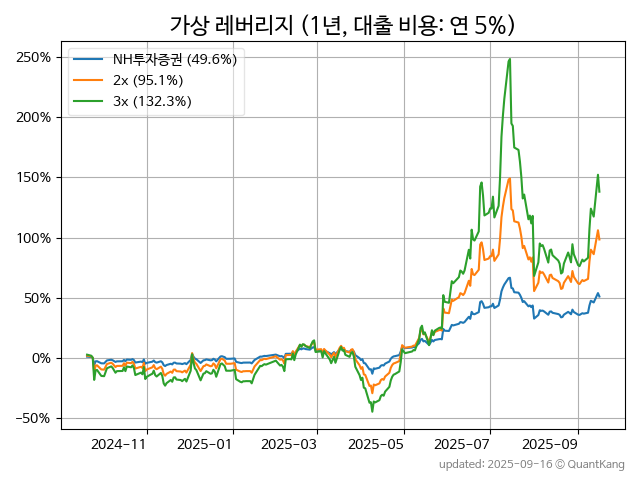 가상 레버리지 (1년, 대출 비용: 연 5%)
NH투자증권 (49.6%)
2x (95.1%)
3x (132.3%)
250%
200%
150%
100%
50%
0%
−50%
2024-11
2025-01
2025-03
2025-05
2025-07
2025-09
updated: 2025-09-16 © QuantKang